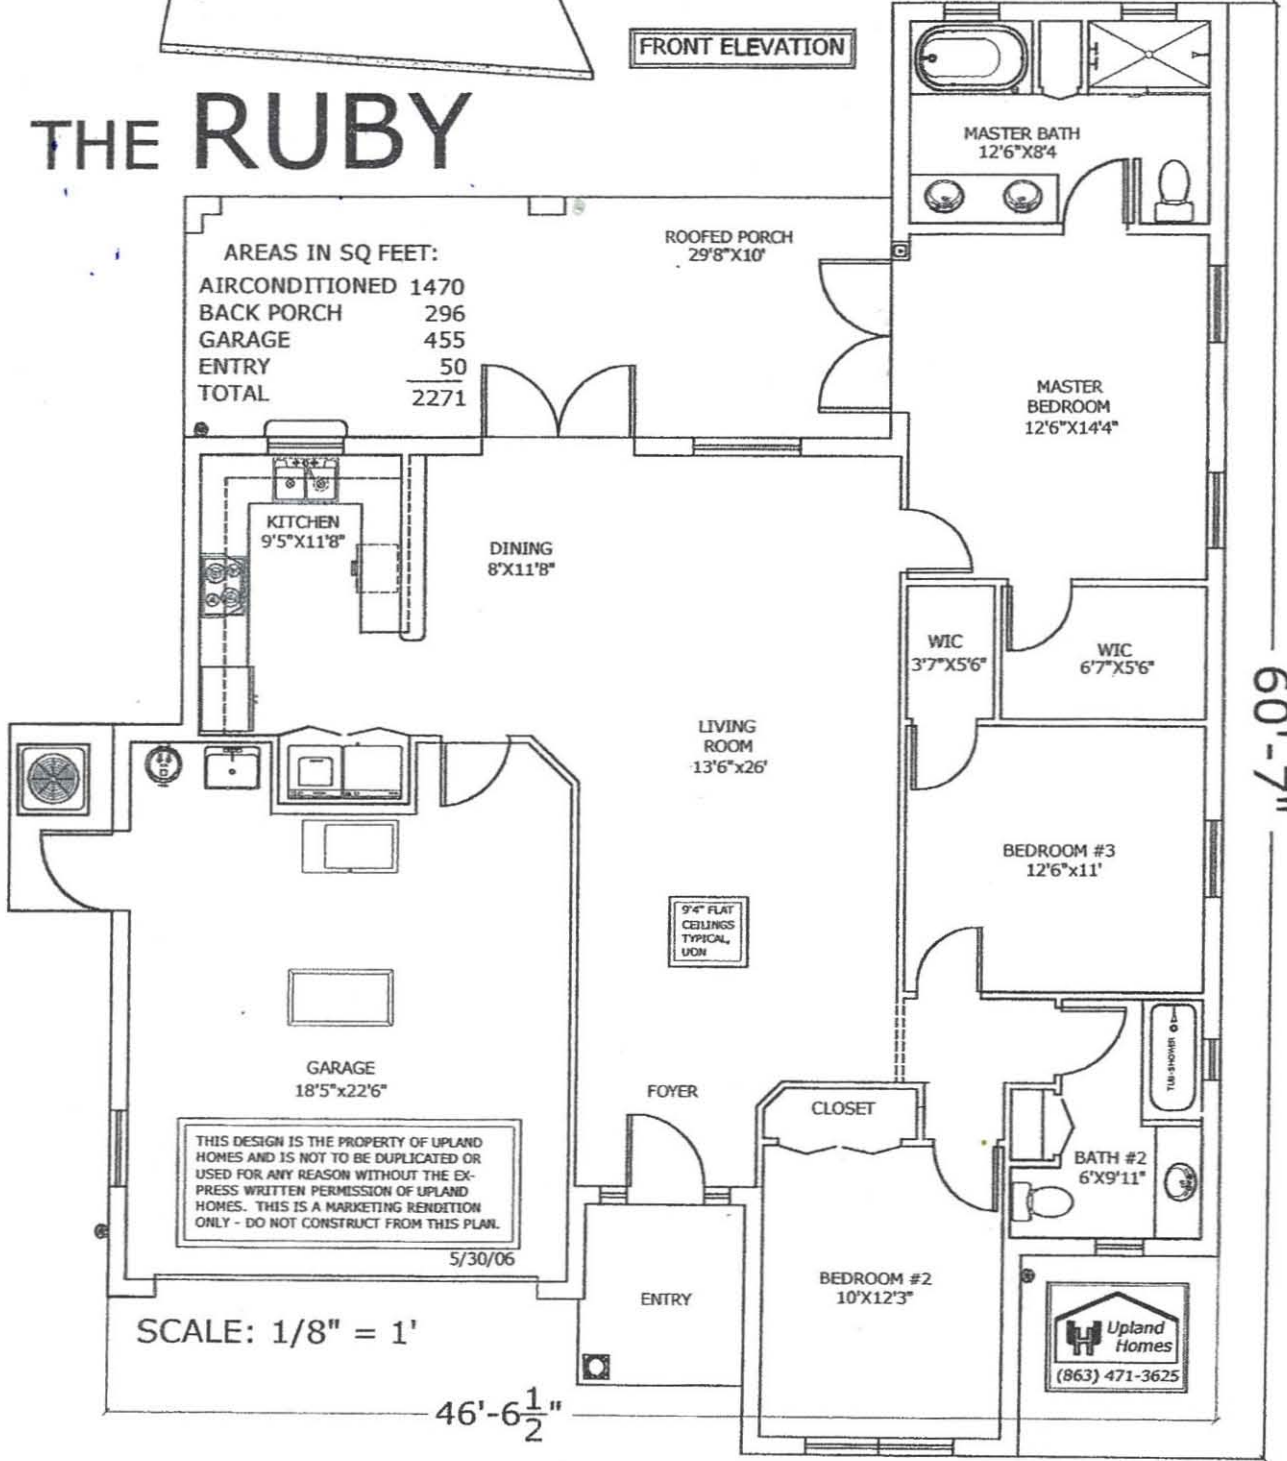 FRONT ELEVATION
THE RUBY
MASTER BATH
12'6"X8'4
ROOFED PORCH
29'8"X10'
AREAS IN SQ FEET:
AIRCONDITIONED 1470
BACK PORCH 296
GARAGE 455
ENTRY 50
TOTAL 2271
MASTER
BEDROOM
12'6"X14'4"
KITCHEN
9'5"X11'8"
DINING
8'X11'8"
WIC
3'7"X5'6"
WIC
6'7"X5'6"
60'-7"
LIVING
ROOM
13'6"x26'
BEDROOM #3
12'6"x11'
9'4" FLAT
CEILINGS
TYPICAL,
UON
TUB-SHOWER
GARAGE
18'5"x22'6"
FOYER
CLOSET
THIS DESIGN IS THE PROPERTY OF UPLAND
HOMES AND IS NOT TO BE DUPLICATED OR
USED FOR ANY REASON WITHOUT THE EX-
PRESS WRITTEN PERMISSION OF UPLAND
HOMES. THIS IS A MARKETING RENDITION
ONLY - DO NOT CONSTRUCT FROM THIS PLAN.
5/30/06
BATH #2
6'X9'11"
BEDROOM #2
10'X12'3"
ENTRY
SCALE: 1/8" = 1'
Upland
Homes
(863) 471-3625
46'-6 1/2"